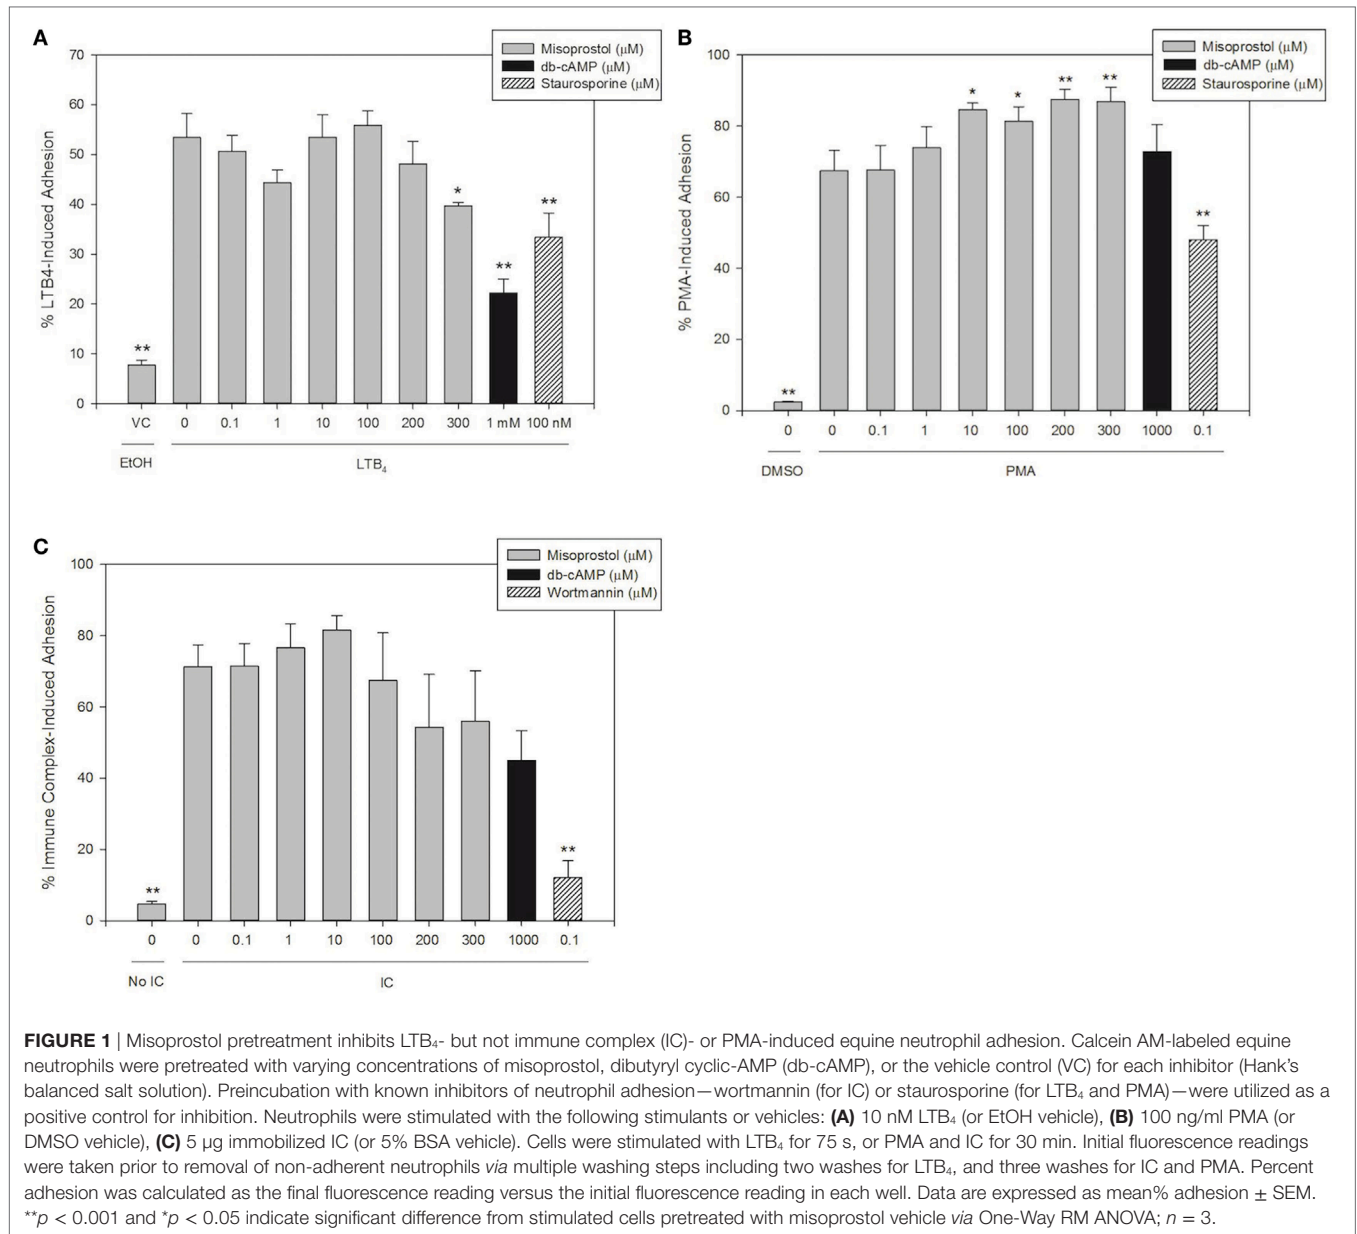 A
% LTB4-Induced Adhesion
70
60
50
40
30
20
10
0
Misoprostol (μM)
db-cAMP (μM)
Staurosporine (μM)
**
*
**
**
VC 0 0.1 1 10 100 200 300 1 mM 100 nM
EtOH LTB₄
B
% PMA-Induced Adhesion
100
80
60
40
20
0
Misoprostol (μM)
db-cAMP (μM)
Staurosporine (μM)
**
*
*
**
**
**
0 0 0.1 1 10 100 200 300 1000 0.1
DMSO PMA
C
% Immune Complex-Induced Adhesion
100
80
60
40
20
0
Misoprostol (μM)
db-cAMP (μM)
Wortmannin (μM)
**
**
0 0 0.1 1 10 100 200 300 1000 0.1
No IC IC
FIGURE 1 | Misoprostol pretreatment inhibits LTB₄- but not immune complex (IC)- or PMA-induced equine neutrophil adhesion. Calcein AM-labeled equine
neutrophils were pretreated with varying concentrations of misoprostol, dibutyryl cyclic-AMP (db-cAMP), or the vehicle control (VC) for each inhibitor (Hank's
balanced salt solution). Preincubation with known inhibitors of neutrophil adhesion—wortmannin (for IC) or staurosporine (for LTB₄ and PMA)—were utilized as a
positive control for inhibition. Neutrophils were stimulated with the following stimulants or vehicles: (A) 10 nM LTB₄ (or EtOH vehicle), (B) 100 ng/ml PMA (or
DMSO vehicle), (C) 5 μg immobilized IC (or 5% BSA vehicle). Cells were stimulated with LTB₄ for 75 s, or PMA and IC for 30 min. Initial fluorescence readings
were taken prior to removal of non-adherent neutrophils via multiple washing steps including two washes for LTB₄, and three washes for IC and PMA. Percent
adhesion was calculated as the final fluorescence reading versus the initial fluorescence reading in each well. Data are expressed as mean% adhesion ± SEM.
**p < 0.001 and *p < 0.05 indicate significant difference from stimulated cells pretreated with misoprostol vehicle via One-Way RM ANOVA; n = 3.